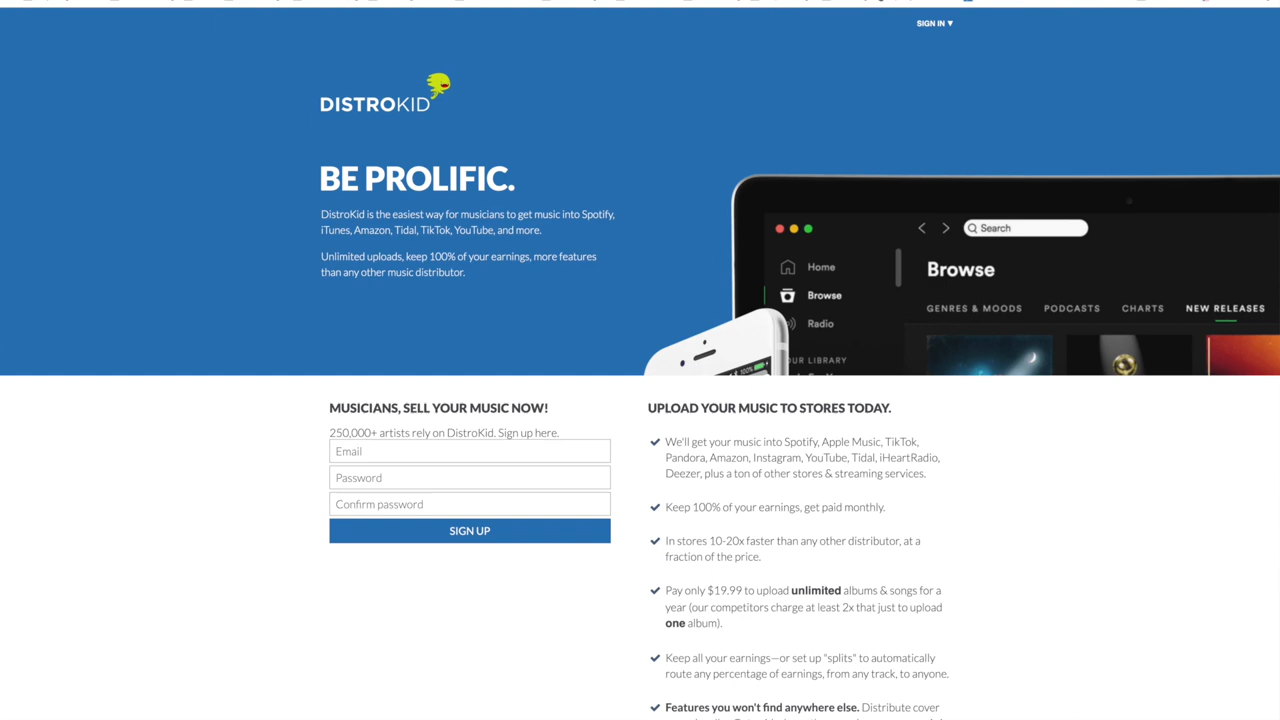 SIGN IN ▼
DISTROKID
BE PROLIFIC.
DistroKid is the easiest way for musicians to get music into Spotify,
iTunes, Amazon, Tidal, TikTok, YouTube, and more.
Unlimited uploads, keep 100% of your earnings, more features
than any other music distributor.
Search
Home
Browse
Browse
Radio
GENRES & MOODS PODCASTS CHARTS NEW RELEASES
OUR LIBRARY
100%
MUSICIANS, SELL YOUR MUSIC NOW!
250,000+ artists rely on DistroKid. Sign up here.
Email
Password
Confirm password
SIGN UP
UPLOAD YOUR MUSIC TO STORES TODAY.
We'll get your music into Spotify, Apple Music, TikTok,
Pandora, Amazon, Instagram, YouTube, Tidal, iHeartRadio,
Deezer, plus a ton of other stores & streaming services.
Keep 100% of your earnings, get paid monthly.
In stores 10-20x faster than any other distributor, at a
fraction of the price.
Pay only $19.99 to upload unlimited albums & songs for a
year (our competitors charge at least 2x that just to upload
one album).
Keep all your earnings—or set up "splits" to automatically
route any percentage of earnings, from any track, to anyone.
Features you won't find anywhere else. Distribute cover